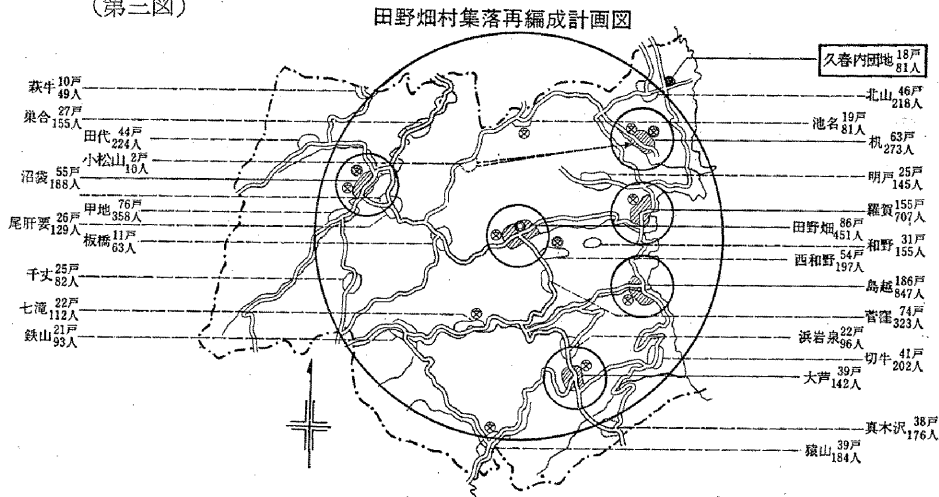 (第三図)
田野畑村集落再編成計画図
久春内団地 18戸 81人
萩牛 10戸 49人
巣合 27戸 155人
田代 44戸 224人
小松山 2戸 10人
沼袋 55戸 188人
甲地 76戸 358人
尾肝要 26戸 129人
板橋 11戸 63人
千丈 25戸 82人
七滝 22戸 112人
鉄山 21戸 93人
北山 46戸 218人
池名 19戸 81人
机 63戸 273人
明戸 25戸 145人
羅賀 155戸 707人
田野畑 86戸 451人
和野 31戸 155人
西和野 54戸 197人
島越 186戸 847人
菅窪 74戸 323人
浜岩泉 22戸 96人
切牛 41戸 202人
大芦 39戸 142人
真木沢 38戸 176人
猿山 39戸 184人